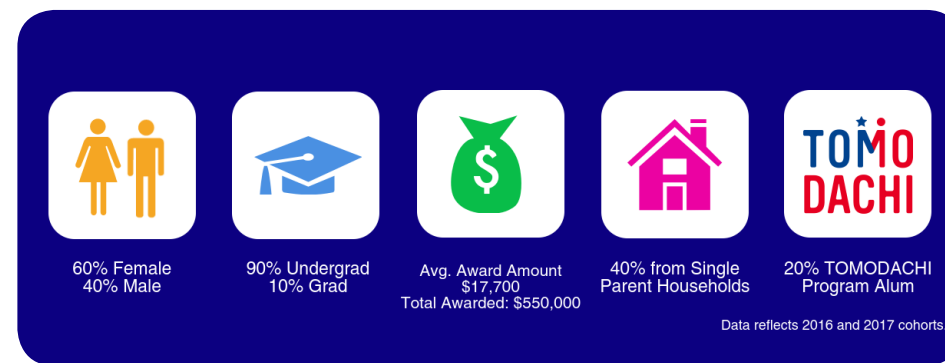 $
TOMO
DACHI
60% Female
40% Male
90% Undergrad
10% Grad
Avg. Award Amount
$17,700
Total Awarded: $550,000
40% from Single
Parent Households
20% TOMODACHI
Program Alum
Data reflects 2016 and 2017 cohorts.